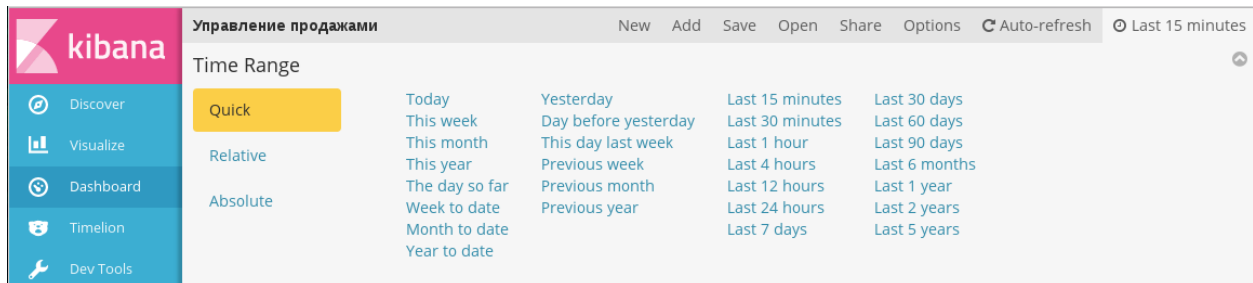 kibana
Управление продажами
New Add Save Open Share Options Auto-refresh Last 15 minutes
Time Range
Discover
Visualize
Dashboard
Timelion
Dev Tools
Quick
Relative
Absolute
Today
This week
This month
This year
The day so far
Week to date
Month to date
Year to date
Yesterday
Day before yesterday
This day last week
Previous week
Previous month
Previous year
Last 15 minutes
Last 30 minutes
Last 1 hour
Last 4 hours
Last 12 hours
Last 24 hours
Last 7 days
Last 30 days
Last 60 days
Last 90 days
Last 6 months
Last 1 year
Last 2 years
Last 5 years